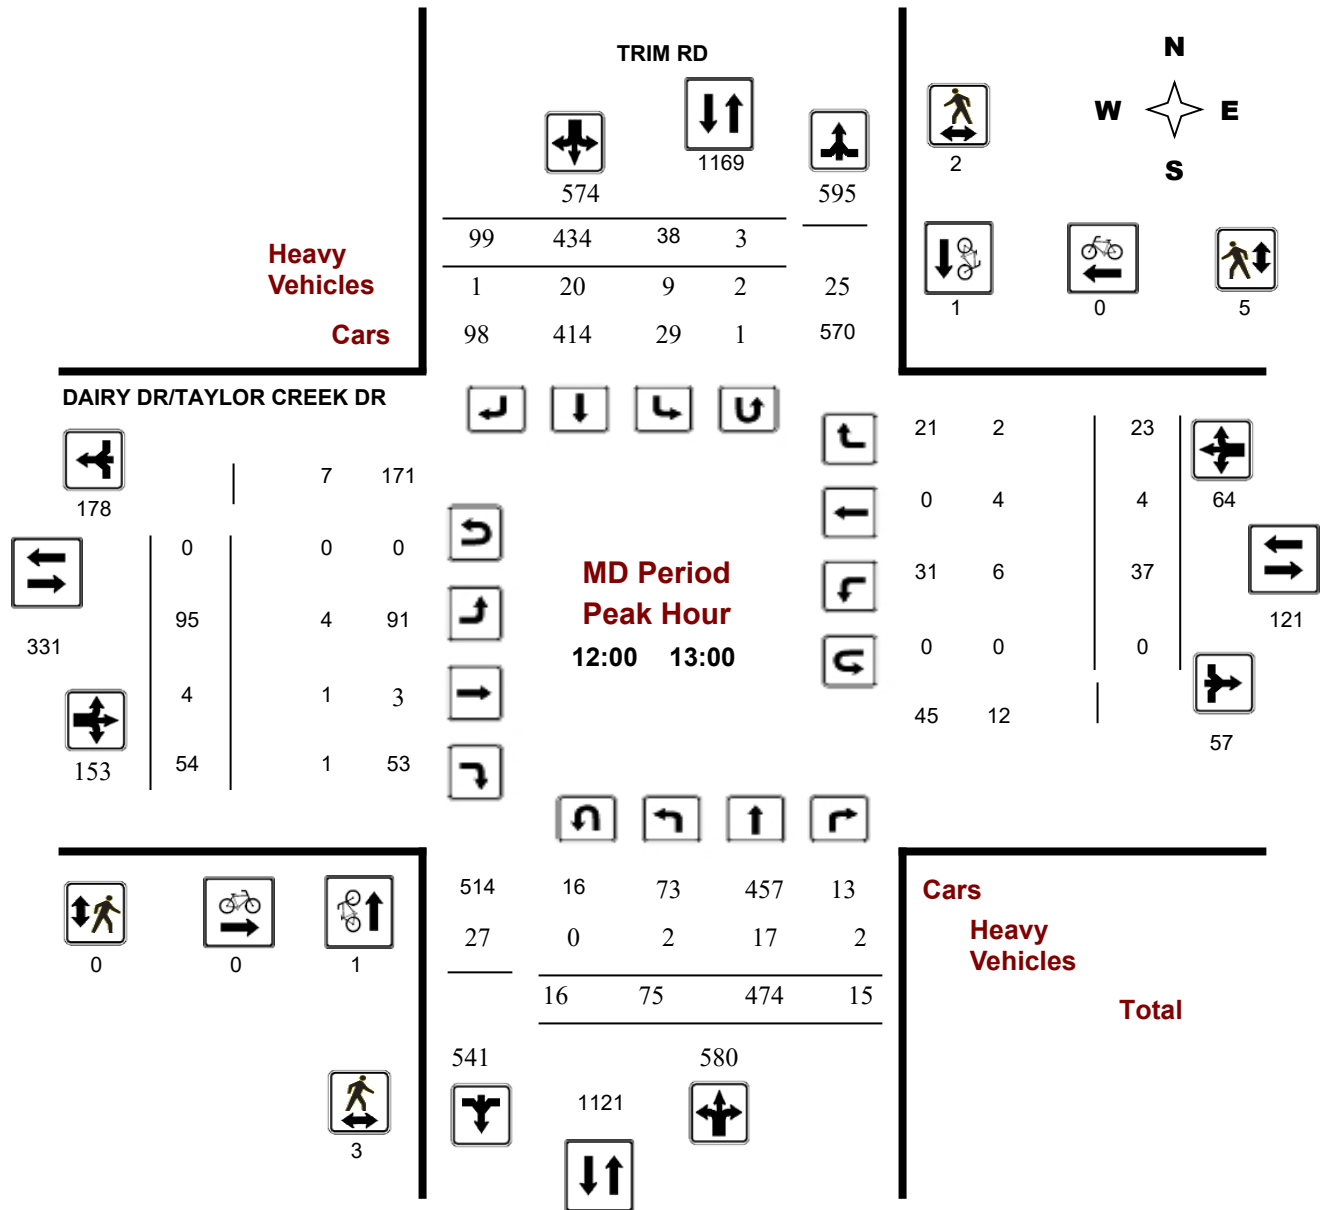 TRIM RD
N
W E
S
1169
2
574
595
99 434 38 3
Heavy
Vehicles
1 20 9 2 25
1 0 5
Cars
98 414 29 1 570
DAIRY DR/TAYLOR CREEK DR
21 2 23
7 171
178
0 4 4 64
0 0 0
MD Period
31 6 37
Peak Hour
95 4 91
121
331
12:00 13:00
0 0 0
4 1 3
45 12
57
153 54 1 53
514 16 73 457 13
Cars
27 0 2 17 2
Heavy
Vehicles
0 0 1
16 75 474 15
Total
541 580
1121
3